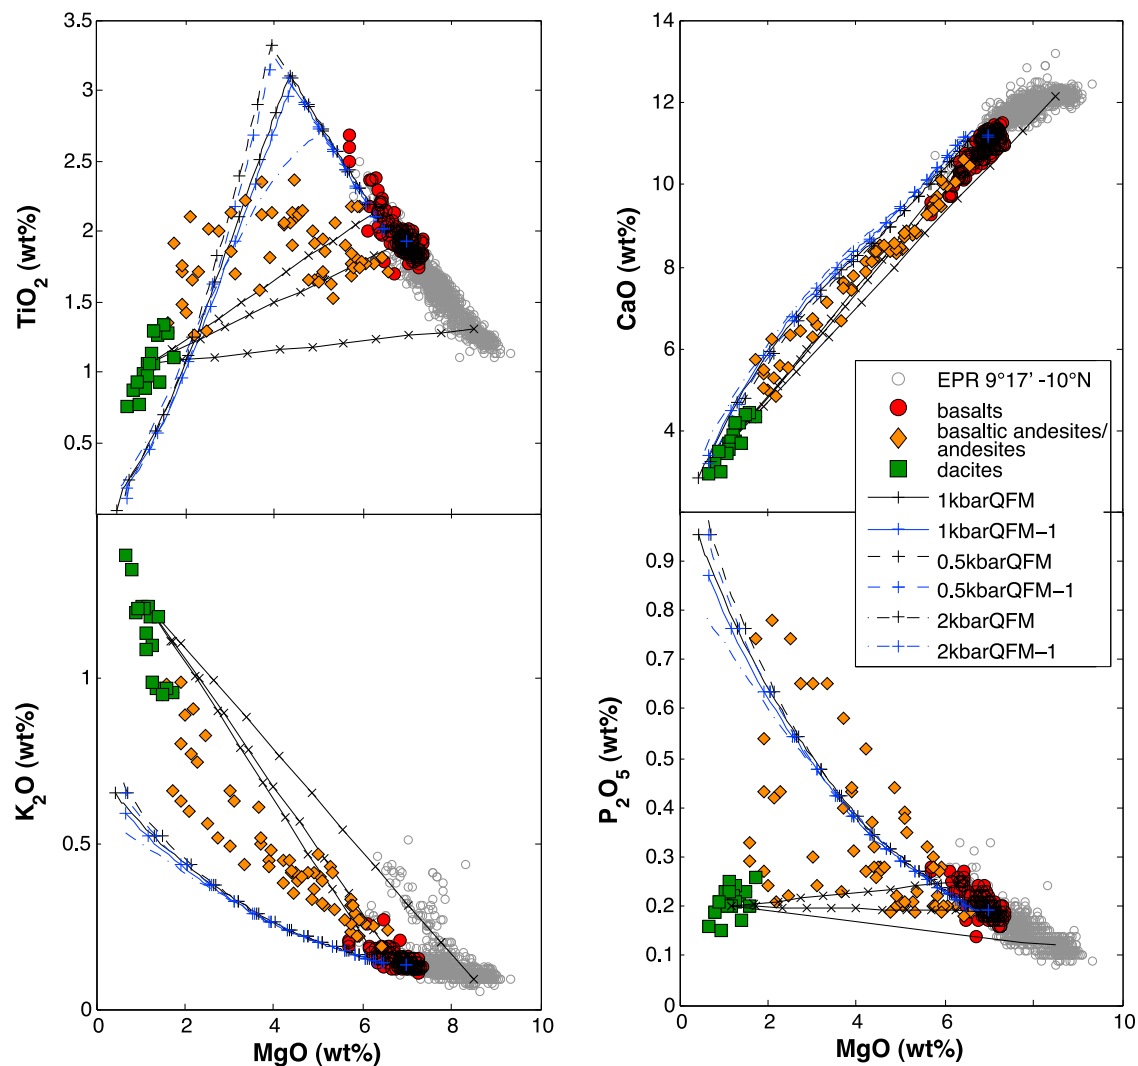 3.5
3
2.5
2
1.5
1
0.5
TiO2 (wt%)
14
12
10
8
6
4
CaO (wt%)
EPR 9°17' -10°N
basalts
basaltic andesites/
andesites
dacites
1kbarQFM
1kbarQFM−1
0.5kbarQFM
0.5kbarQFM−1
2kbarQFM
2kbarQFM−1
1
0.5
0
K2O (wt%)
0 2 4 6 8 10
MgO (wt%)
0.9
0.8
0.7
0.6
0.5
0.4
0.3
0.2
0.1
0
P2O5 (wt%)
0 2 4 6 8 10
MgO (wt%)